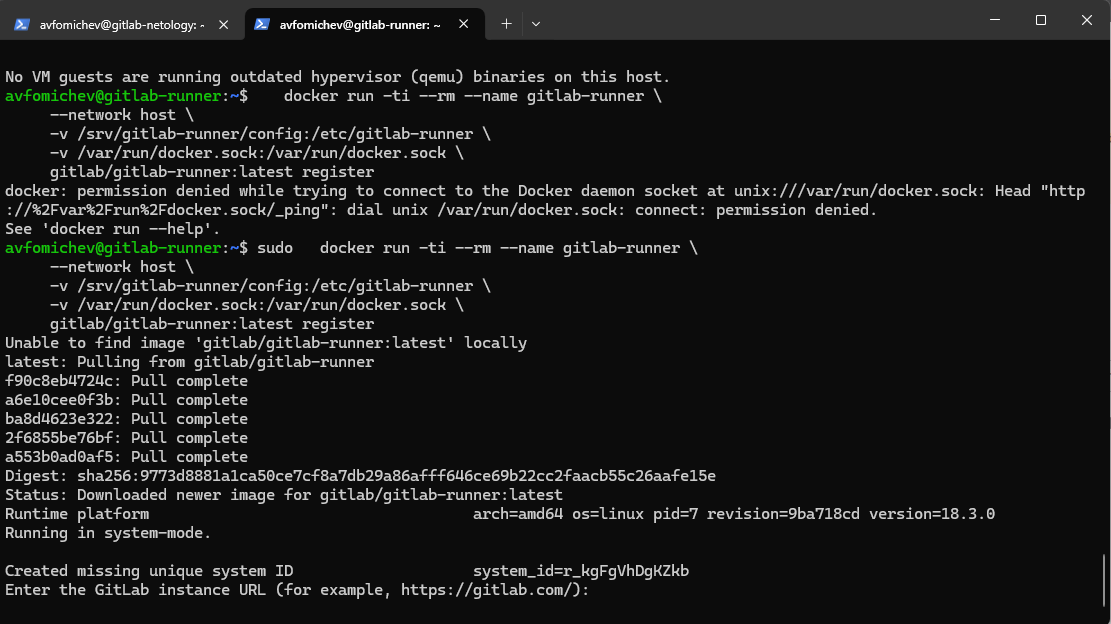 avfomichev@gitlab-netology: ~
avfomichev@gitlab-runner: ~
No VM guests are running outdated hypervisor (qemu) binaries on this host.
avfomichev@gitlab-runner:~$    docker run -ti --rm --name gitlab-runner \
     --network host \
     -v /srv/gitlab-runner/config:/etc/gitlab-runner \
     -v /var/run/docker.sock:/var/run/docker.sock \
     gitlab/gitlab-runner:latest register
docker: permission denied while trying to connect to the Docker daemon socket at unix:///var/run/docker.sock: Head "http
://%2Fvar%2Frun%2Fdocker.sock/_ping": dial unix /var/run/docker.sock: connect: permission denied.
See 'docker run --help'.
avfomichev@gitlab-runner:~$ sudo   docker run -ti --rm --name gitlab-runner \
     --network host \
     -v /srv/gitlab-runner/config:/etc/gitlab-runner \
     -v /var/run/docker.sock:/var/run/docker.sock \
     gitlab/gitlab-runner:latest register
Unable to find image 'gitlab/gitlab-runner:latest' locally
latest: Pulling from gitlab/gitlab-runner
f90c8eb4724c: Pull complete
a6e10cee0f3b: Pull complete
ba8d4623e322: Pull complete
2f6855be76bf: Pull complete
a553b0ad0af5: Pull complete
Digest: sha256:9773d8881a1ca50ce7cf8a7db29a86afff646ce69b22cc2faacb55c26aafe15e
Status: Downloaded newer image for gitlab/gitlab-runner:latest
Runtime platform                                    arch=amd64 os=linux pid=7 revision=9ba718cd version=18.3.0
Running in system-mode.
Created missing unique system ID                    system_id=r_kgFgVhDgKZkb
Enter the GitLab instance URL (for example, https://gitlab.com/):